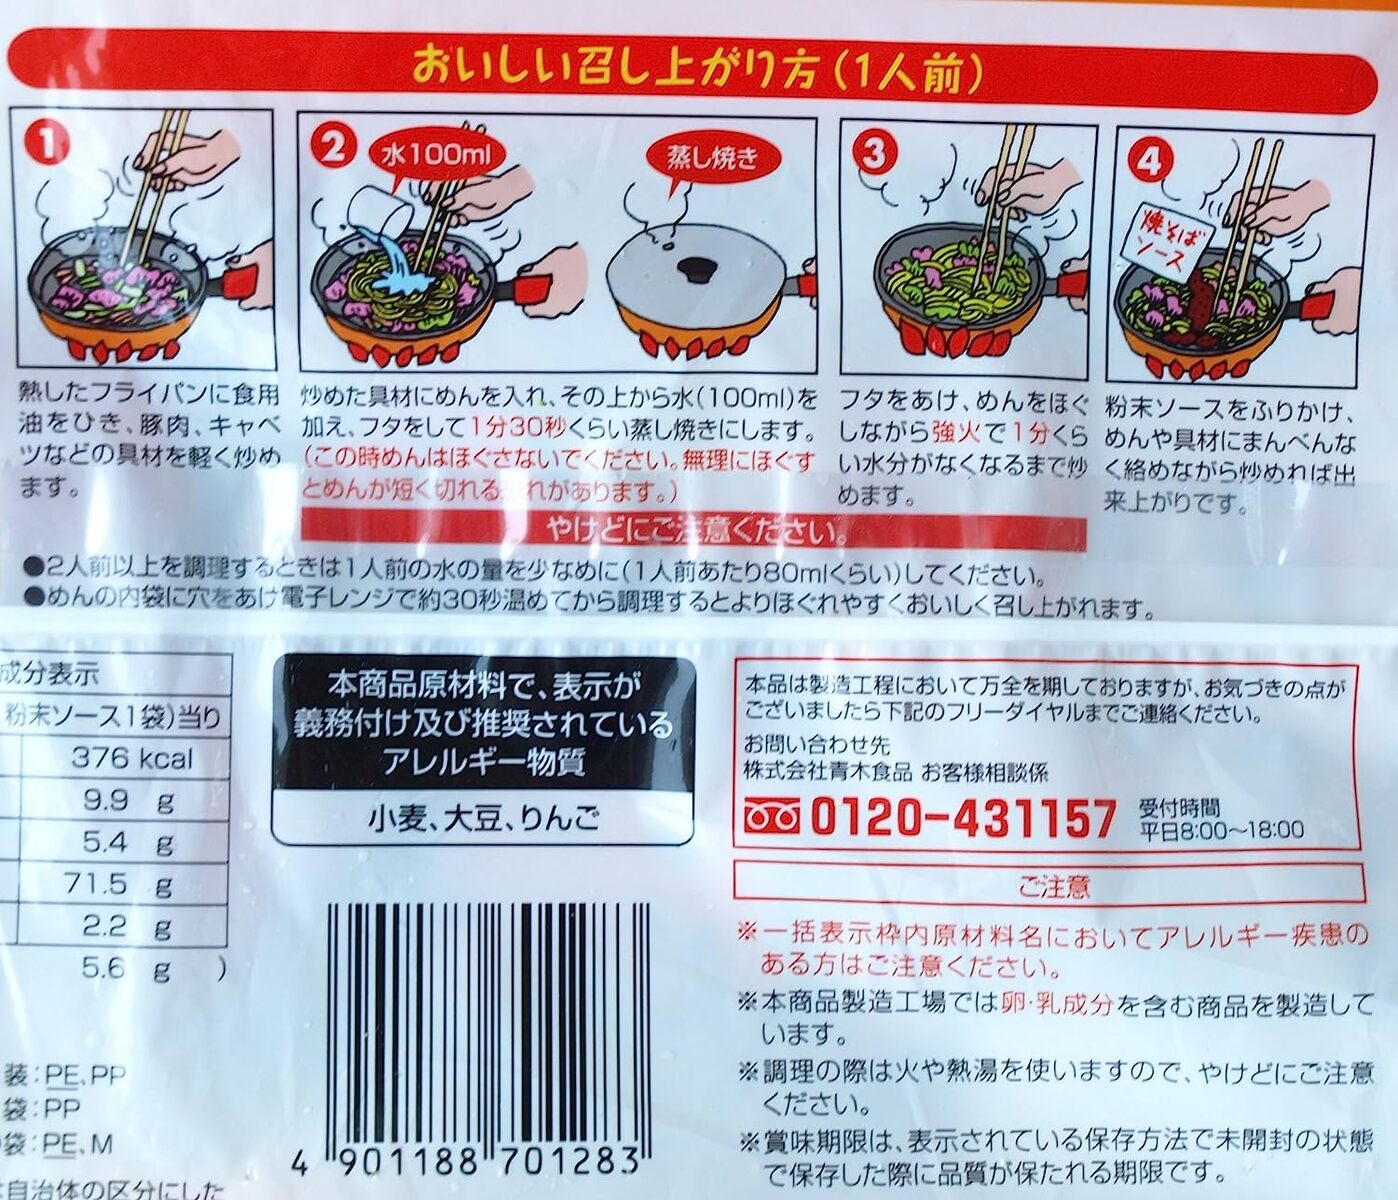 おいしい召し上がり方(1人前)
1
熱したフライパンに食用
油をひき、豚肉、キャベ
ツなどの具材を軽く炒め
ます。
2
水100ml
蒸し焼き
炒めた具材にめんを入れ、その上から水(100ml)を
加え、フタをして1分30秒くらい蒸し焼きにします。
(この時めんはほぐさないでください。無理にほぐす
とめんが短く切れる れがあります。)
3
フタをあけ、めんをほぐ
しながら強火で1分くら
い水分がなくなるまで炒
めます。
4
焼そば
ソース
粉末ソースをふりかけ、
めんや具材にまんべんな
く絡めながら炒めれば出
来上がりです。
やけどにご注意ください。
●2人前以上を調理するときは1人前の水の量を少なめに(1人前あたり80mlくらい)してください。
●めんの内袋に穴をあけ電子レンジで約30秒温めてから調理するとよりほぐれやすくおいしく召し上がれます。
成分表示
粉末ソース1袋)当り
376 kcal
9.9 g
5.4 g
71.5 g
2.2 g
5.6 g )
装:PE、PP
袋:PP
袋:PE、M
自治体の区分にした
本商品原材料で、表示が
義務付け及び推奨されている
アレルギー物質
小麦、大豆、りんご
4 901188 701283
本品は製造工程において万全を期しておりますが、お気づきの点が
ございましたら下記のフリーダイヤルまでご連絡ください。
お問い合わせ先
株式会社青木食品 お客様相談係
0120-431157 受付時間
平日8:00〜18:00
ご注意
※一括表示枠内原材料名においてアレルギー疾患の
ある方はご注意ください。
※本商品製造工場では卵・乳成分を含む商品を製造して
います。
※調理の際は火や熱湯を使いますので、やけどにご注意
ください。
※賞味期限は、表示されている保存方法で未開封の状態
で保存した際に品質が保たれる期限です。